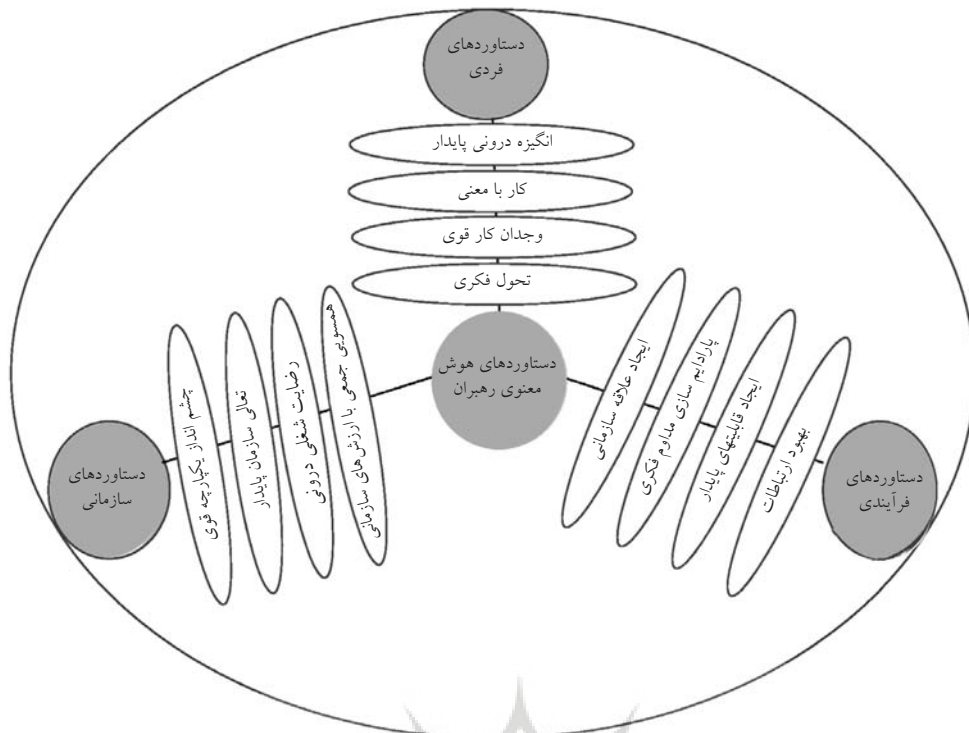 دستاوردهای
فردی
انگیزه درونی پایدار
کار با معنی
وجدان کار قوی
تحول فکری
دستاوردهای هوش
معنوی رهبران
ایجاد علاقه سازمانی
پارادایم سازی مداوم فکری
ایجاد قابلیتهای پایدار
بهبود ارتباطات
دستاوردهای
فرآیندی
همسویی جمعی با ارزش‌های سازمانی
رضایت شغلی درونی
تعالی سازمان پایدار
چشم انداز یکپارچه قوی
دستاوردهای
سازمانی